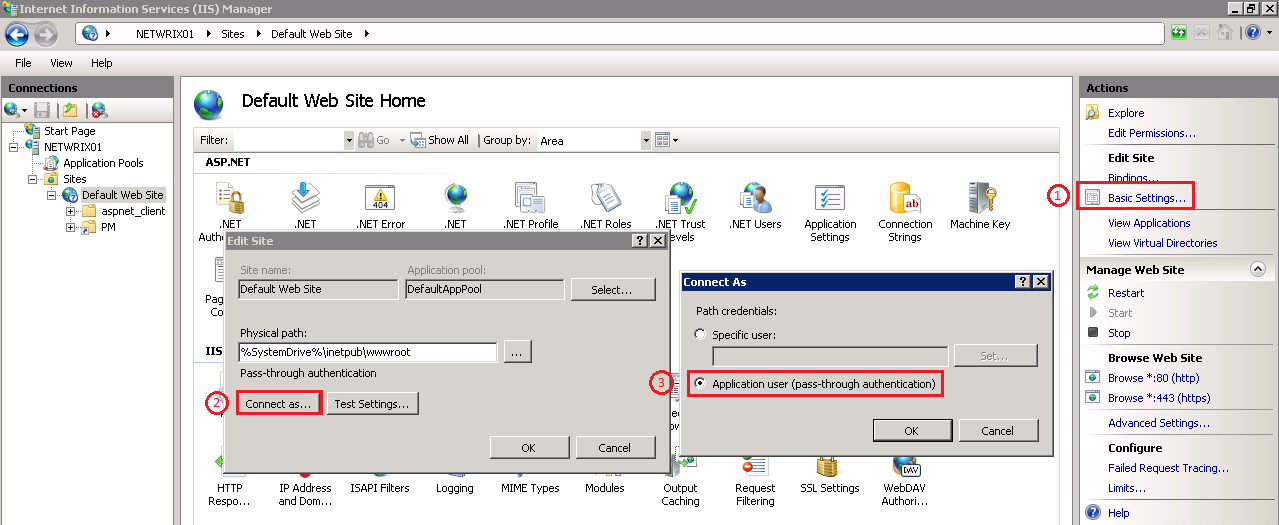 Internet Information Services (IIS) Manager
NETWRIX01 Sites Default Web Site
File View Help
Connections
Start Page
NETWRIX01
Application Pools
Sites
Default Web Site
aspnet_client
PM
Default Web Site Home
Filter: Go Show All Group by: Area
ASP.NET
.NET .NET .NET Error .NET .NET Profile .NET Roles .NET Trust .NET Users Application Connection Machine Key
Levels Settings Strings
IIS
Edit Site
Site name: Application pool:
Default Web Site DefaultAppPool Select...
Physical path:
%SystemDrive%\inetpub\wwwroot ...
Pass-through authentication
2 Connect as... Test Settings...
OK Cancel
Connect As
Path credentials:
Specific user:
Set...
3 Application user (pass-through authentication)
OK Cancel
HTTP IP Address ISAPI Filters Logging MIME Types Modules Output Request SSL Settings WebDAV
Respo... and Dom... Caching Filtering Authori...
Actions
Explore
Edit Permissions...
Edit Site
Bindings...
1 Basic Settings...
View Applications
View Virtual Directories
Manage Web Site
Restart
Start
Stop
Browse Web Site
Browse *:80 (http)
Browse *:443 (https)
Advanced Settings...
Configure
Failed Request Tracing...
Limits...
Help